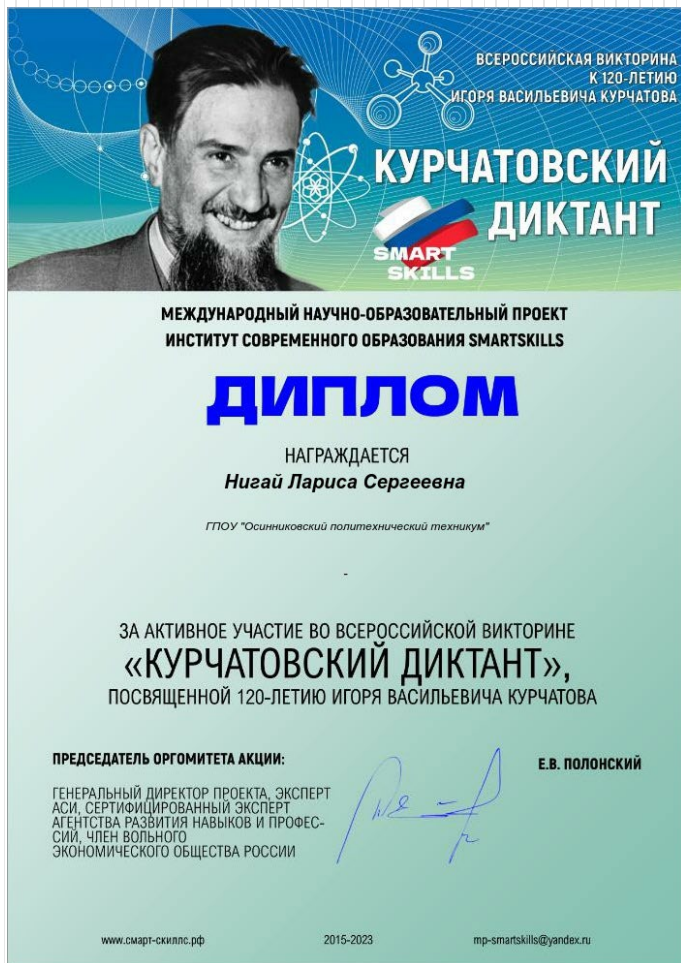 ВСЕРОССИЙСКАЯ ВИКТОРИНА
К 120-ЛЕТИЮ
ИГОРЯ ВАСИЛЬЕВИЧА КУРЧАТОВА
КУРЧАТОВСКИЙ
ДИКТАНТ
SMART
SKILLS
МЕЖДУНАРОДНЫЙ НАУЧНО-ОБРАЗОВАТЕЛЬНЫЙ ПРОЕКТ
ИНСТИТУТ СОВРЕМЕННОГО ОБРАЗОВАНИЯ SMARTSKILLS
ДИПЛОМ
НАГРАЖДАЕТСЯ
Нигай Лариса Сергеевна
ГПОУ "Осинниковский политехнический техникум"
-
ЗА АКТИВНОЕ УЧАСТИЕ ВО ВСЕРОССИЙСКОЙ ВИКТОРИНЕ
«КУРЧАТОВСКИЙ ДИКТАНТ»,
ПОСВЯЩЕННОЙ 120-ЛЕТИЮ ИГОРЯ ВАСИЛЬЕВИЧА КУРЧАТОВА
ПРЕДСЕДАТЕЛЬ ОРГОМИТЕТА АКЦИИ:
Е.В. ПОЛОНСКИЙ
ГЕНЕРАЛЬНЫЙ ДИРЕКТОР ПРОЕКТА, ЭКСПЕРТ
АСИ, СЕРТИФИЦИРОВАННЫЙ ЭКСПЕРТ
АГЕНТСТВА РАЗВИТИЯ НАВЫКОВ И ПРОФЕС-
СИЙ, ЧЛЕН ВОЛЬНОГО
ЭКОНОМИЧЕСКОГО ОБЩЕСТВА РОССИИ
www.смарт-скиллс.рф
2015-2023
mp-smartskills@yandex.ru